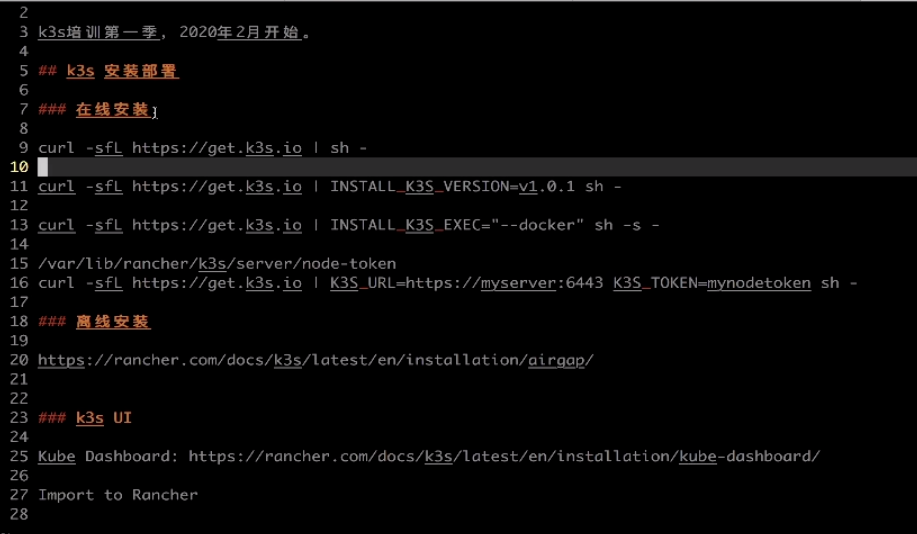 2
3 k3s培训第一季, 2020年2月开始。
4
5 ## k3s 安装部署
6
7 ### 在线安装
8
9 curl -sfL https://get.k3s.io | sh -
10
11 curl -sfL https://get.k3s.io | INSTALL_K3S_VERSION=v1.0.1 sh -
12
13 curl -sfL https://get.k3s.io | INSTALL_K3S_EXEC="--docker" sh -s -
14
15 /var/lib/rancher/k3s/server/node-token
16 curl -sfL https://get.k3s.io | K3S_URL=https://myserver:6443 K3S_TOKEN=mynodetoken sh -
17
18 ### 离线安装
19
20 https://rancher.com/docs/k3s/latest/en/installation/airgap/
21
22
23 ### k3s UI
24
25 Kube Dashboard: https://rancher.com/docs/k3s/latest/en/installation/kube-dashboard/
26
27 Import to Rancher
28